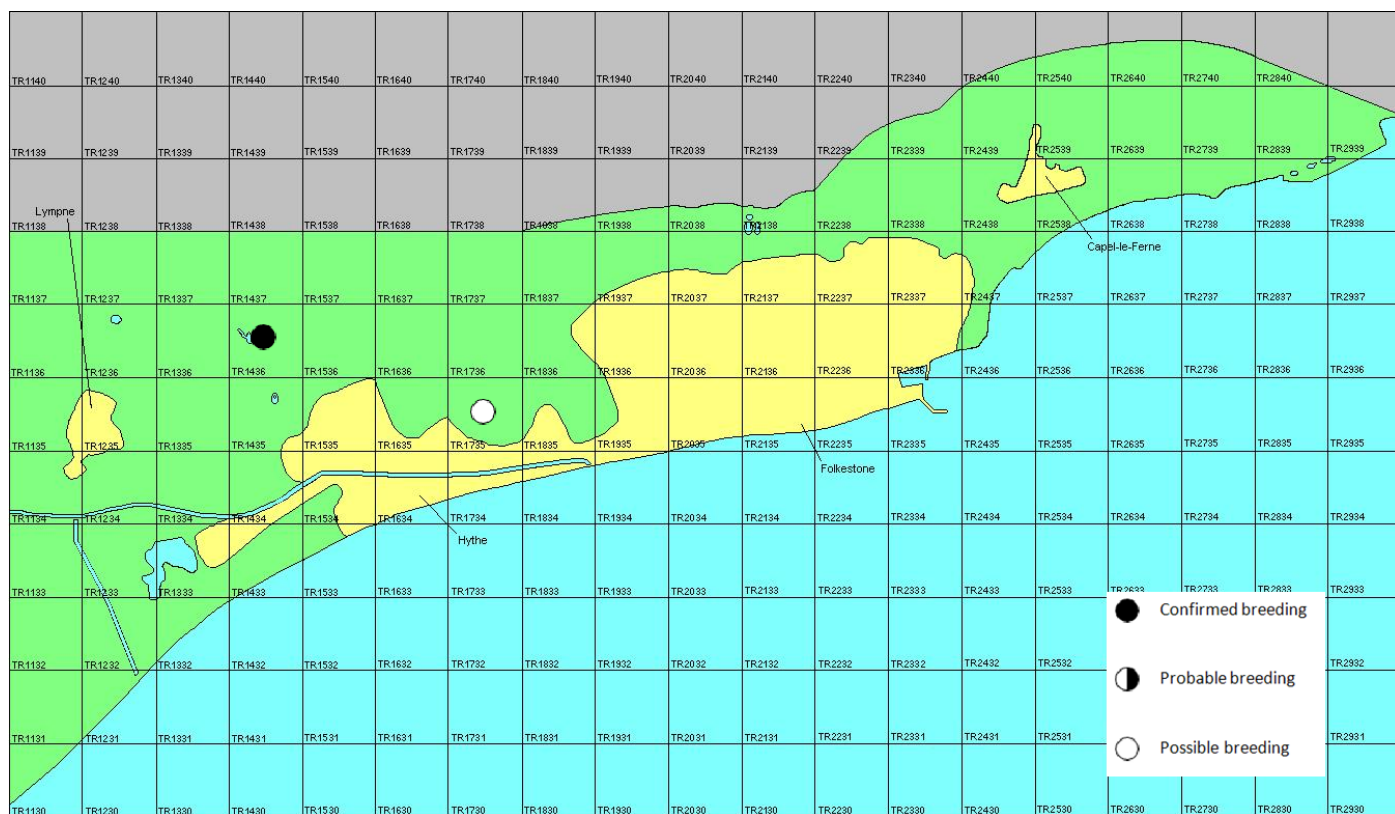 TR1140 TR1240 TR1340 TR1440 TR1540 TR1640 TR1740 TR1840 TR1940 TR2040 TR2140 TR2240 TR2340 TR2440 TR2540 TR2640 TR2740 TR2840
TR1139 TR1239 TR1339 TR1439 TR1539 TR1639 TR1739 TR1839 TR1939 TR2039 TR2139 TR2239 TR2339 TR2439 TR2539 TR2639 TR2739 TR2839 TR2939
Lympne
TR1138 TR1238 TR1338 TR1438 TR1538 TR1638 TR1738 TR1938 TR2038 TR2138 TR2238 TR2338 TR2438 TR2538 TR2638 TR2738 TR2838 TR2938
Capel-le-Ferne
TR1137 TR1237 TR1337 TR1437 TR1537 TR1637 TR1737 TR1837 TR1937 TR2037 TR2137 TR2237 TR2337 TR2437 TR2537 TR2637 TR2737 TR2837 TR2937
TR1136 TR1236 TR1336 TR1436 TR1536 TR1636 TR1736 TR1836 TR1936 TR2036 TR2136 TR2236 TR2336 TR2436 TR2536 TR2636 TR2736 TR2836 TR2936
TR1135 TR1235 TR1335 TR1435 TR1535 TR1635 TR1735 TR1835 TR1935 TR2035 TR2135 TR2235 TR2335 TR2435 TR2535 TR2635 TR2735 TR2835 TR2935
Folkestone
TR1134 TR1234 TR1334 TR1434 TR1534 TR1634 TR1734 TR1834 TR1934 TR2034 TR2134 TR2234 TR2334 TR2434 TR2534 TR2634 TR2734 TR2834 TR2934
Hythe
TR1133 TR1233 TR1333 TR1433 TR1533 TR1633 TR1733 TR1833 TR1933 TR2033 TR2133 TR2233 TR2333 TR2433 TR2533 TR2633 TR2733 TR2833 TR2933
Confirmed breeding
TR1132 TR1232 TR1332 TR1432 TR1532 TR1632 TR1732 TR1832 TR1932 TR2032 TR2132 TR2232 TR2332 TR2432 TR2532 TR2932
Probable breeding
TR1131 TR1231 TR1331 TR1431 TR1531 TR1631 TR1731 TR1831 TR1931 TR2031 TR2131 TR2231 TR2331 TR2431 TR2531 TR2931
Possible breeding
TR1130 TR1230 TR1330 TR1430 TR1530 TR1630 TR1730 TR1830 TR1930 TR2030 TR2130 TR2230 TR2330 TR2430 TR2530 TR2630 TR2730 TR2830 TR2930